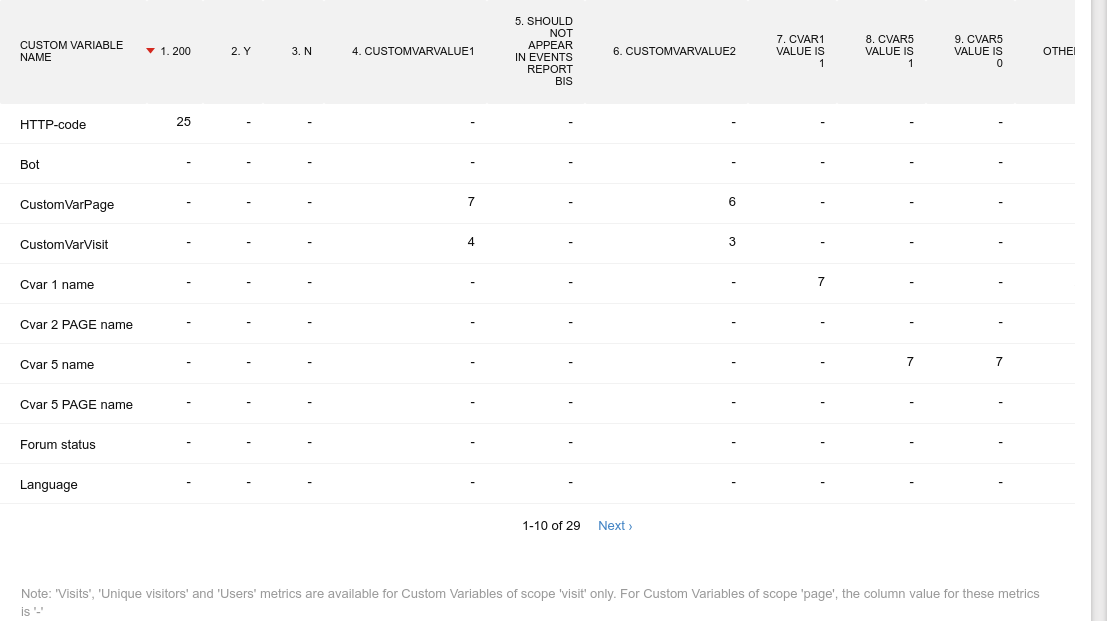 CUSTOM VARIABLE NAME 1. 200 2. Y 3. N 4. CUSTOMVARVALUE1 5. SHOULD NOT APPEAR IN EVENTS REPORT BIS 6. CUSTOMVARVALUE2 7. CVAR1 VALUE IS 1 8. CVAR5 VALUE IS 1 9. CVAR5 VALUE IS 0 OTHE
HTTP-code 25 - - - - - - - -
Bot - - - - - - - - -
CustomVarPage - - - 7 - 6 - - -
CustomVarVisit - - - 4 - 3 - - -
Cvar 1 name - - - - - - 7 - -
Cvar 2 PAGE name - - - - - - - - -
Cvar 5 name - - - - - - - 7 7
Cvar 5 PAGE name - - - - - - - - -
Forum status - - - - - - - - -
Language - - - - - - - - -
1-10 of 29 Next ›
Note: 'Visits', 'Unique visitors' and 'Users' metrics are available for Custom Variables of scope 'visit' only. For Custom Variables of scope 'page', the column value for these metrics
is '-'